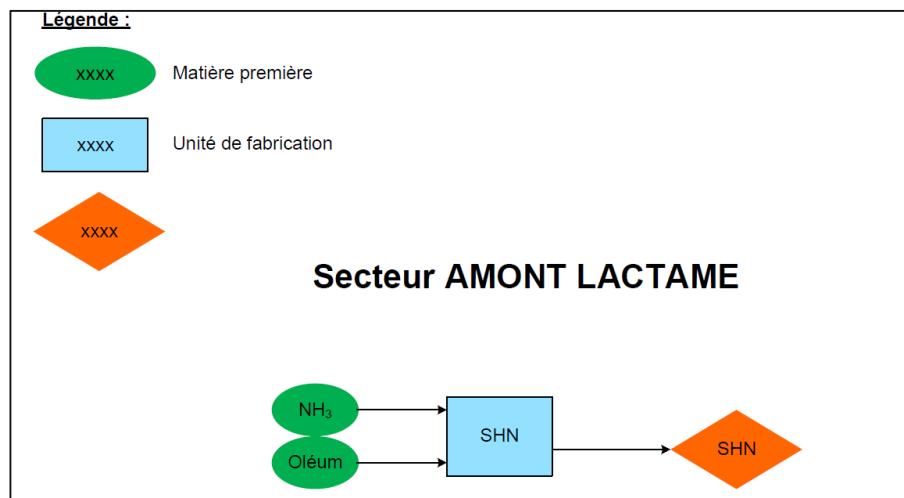 Légende :
xxxx
Matière première
xxxx
Unité de fabrication
xxxx
Secteur AMONT LACTAME
NH₃
Oléum
SHN
SHN